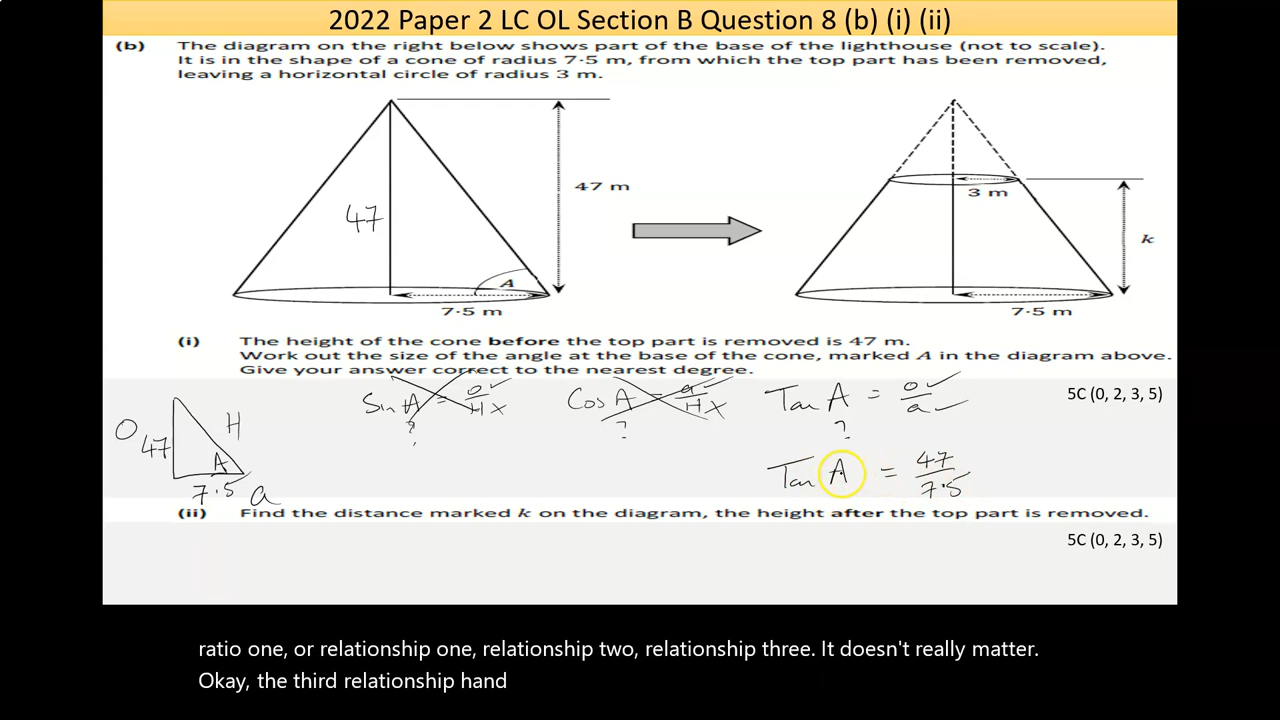 2022 Paper 2 LC OL Section B Question 8 (b) (i) (ii)
(b) The diagram on the right below shows part of the base of the lighthouse (not to scale).
It is in the shape of a cone of radius 7·5 m, from which the top part has been removed,
leaving a horizontal circle of radius 3 m.
47 m
47
3 m
k
A
7·5 m
7·5 m
(i) The height of the cone before the top part is removed is 47 m.
Work out the size of the angle at the base of the cone, marked A in the diagram above.
Give your answer correct to the nearest degree.
5C (0, 2, 3, 5)
Sin A = O/H
?
Cos A = a/H
?
Tan A = O/a
?
O
47
H
A
7.5 a
Tan A = 47/7.5
(ii) Find the distance marked k on the diagram, the height after the top part is removed.
5C (0, 2, 3, 5)
ratio one, or relationship one, relationship two, relationship three. It doesn't really matter.
Okay, the third relationship hand